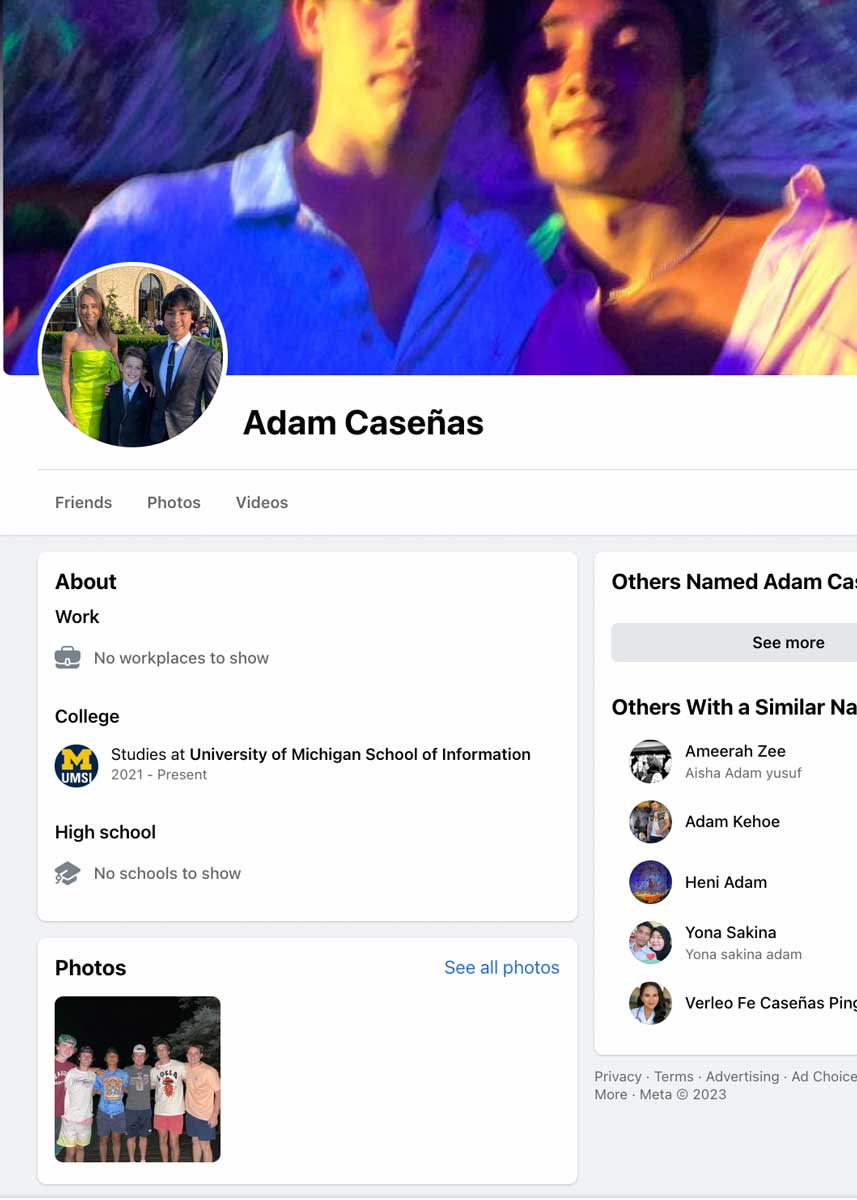 Adam Caseñas
Friends
Photos
Videos
About
Work
No workplaces to show
College
M
UMSI
Studies at University of Michigan School of Information
2021 - Present
High school
No schools to show
Photos
See all photos
Others Named Adam Cas
See more
Others With a Similar Na
Ameerah Zee
Aisha Adam yusuf
Adam Kehoe
Heni Adam
Yona Sakina
Yona sakina adam
Verleo Fe Caseñas Ping
Privacy · Terms · Advertising · Ad Choice
More · Meta © 2023